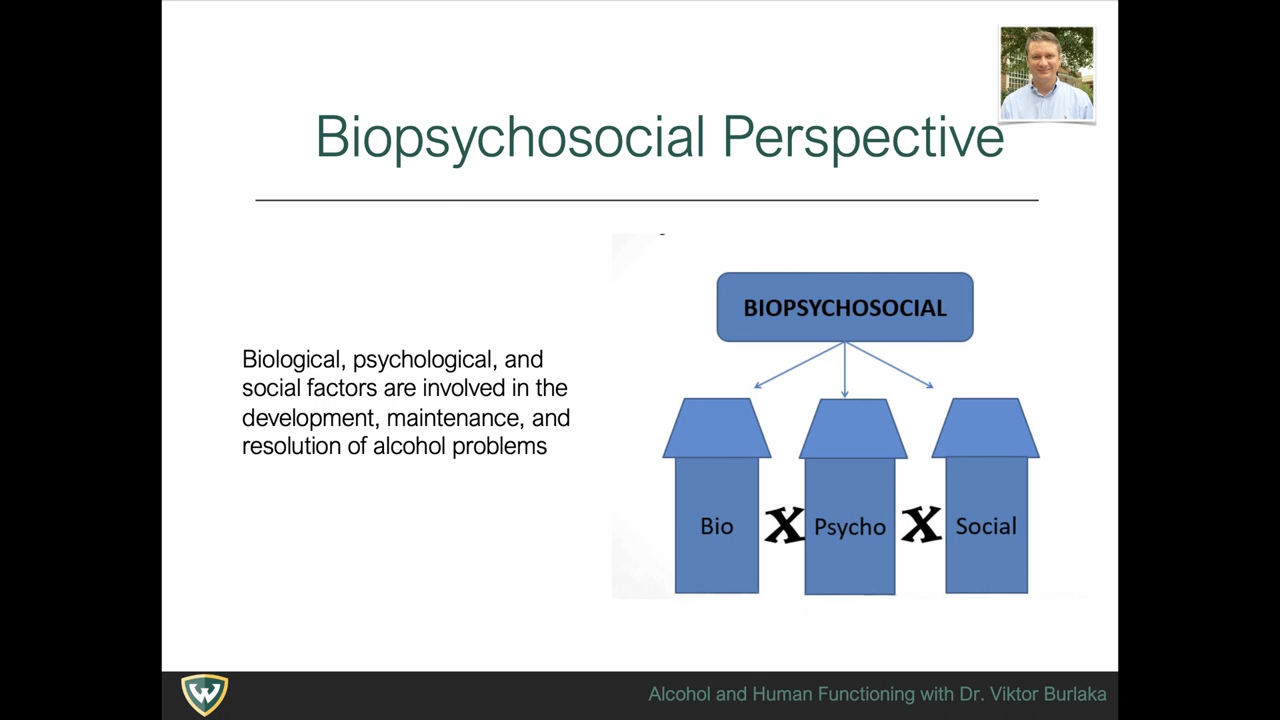 Biopsychosocial Perspective
Biological, psychological, and
social factors are involved in the
development, maintenance, and
resolution of alcohol problems
BIOPSYCHOSOCIAL
Bio x Psycho x Social
W
Alcohol and Human Functioning with Dr. Viktor Burlaka